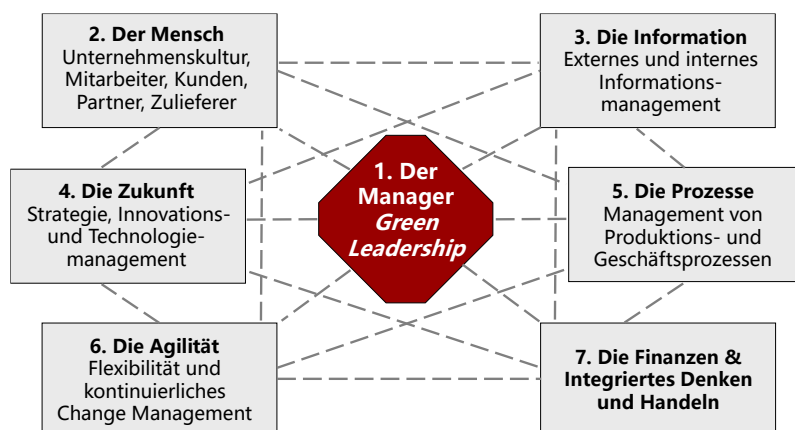 2. Der Mensch
Unternehmenskultur,
Mitarbeiter, Kunden,
Partner, Zulieferer
3. Die Information
Externes und internes
Informations-
management
1. Der
Manager
Green
Leadership
4. Die Zukunft
Strategie, Innovations-
und Technologie-
management
5. Die Prozesse
Management von
Produktions- und
Geschäftsprozessen
6. Die Agilität
Flexibilität und
kontinuierliches
Change Management
7. Die Finanzen &
Integriertes Denken
und Handeln